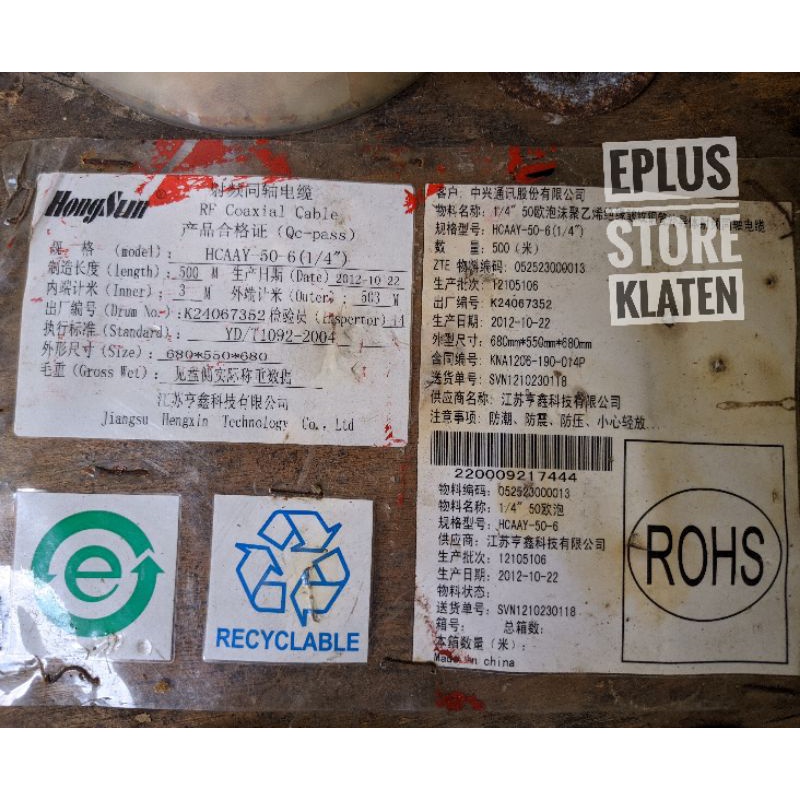 HongSun®
射频同轴电缆
RF Coaxial Cable
产品合格证 (Qc-pass)
规 格 (model): HCAAY-50-6(1/4″)
制造长度 (length): 500 M 生产日期 (Date) 2012-10-22
内端计米 (Inner): 3 M 外端计米 (Outer): 503 M
出厂编号 (Drum No.): K24067352 检验员 (Inspertor) 14
执行标准 (Standard): YD/T1092-2004
外形尺寸 (Size): 680*550*680
毛重 (Gross Wet): 见盘侧实际称重数据
江苏亨鑫科技有限公司
Jiangsu Hengxin Technology Co., Ltd
e
RECYCLABLE
客户: 中兴通讯股份有限公司
物料名称: 1/4″ 50欧泡沫聚乙烯绝缘 电缆
规格型号: HCAAY-50-6(1/4″)
数 量: 500 (米)
ZTE 物料编码: 052523000013
生产批次: 12105106
出厂编号: K24067352
生产日期: 2012-10-22
外型尺寸: 680mm*550mm*680mm
合同编号: KNA1206-190-014P
送货单号: SVN1210230118
供应商名称: 江苏亨鑫科技有限公司
注意事项: 防潮、防震、防压、小心轻放...
220009217444
物料编码: 052523000013
物料名称: 1/4″ 50欧泡
规格型号: HCAAY-50-6
供应商: 江苏亨鑫科技有限公司
生产批次: 12105106
生产日期: 2012-10-22
物料状态:
送货单号: SVN1210230118
箱号: 总箱数:
本箱数量 (米):
Made in china
ROHS
EPLUS
STORE
KLATEN